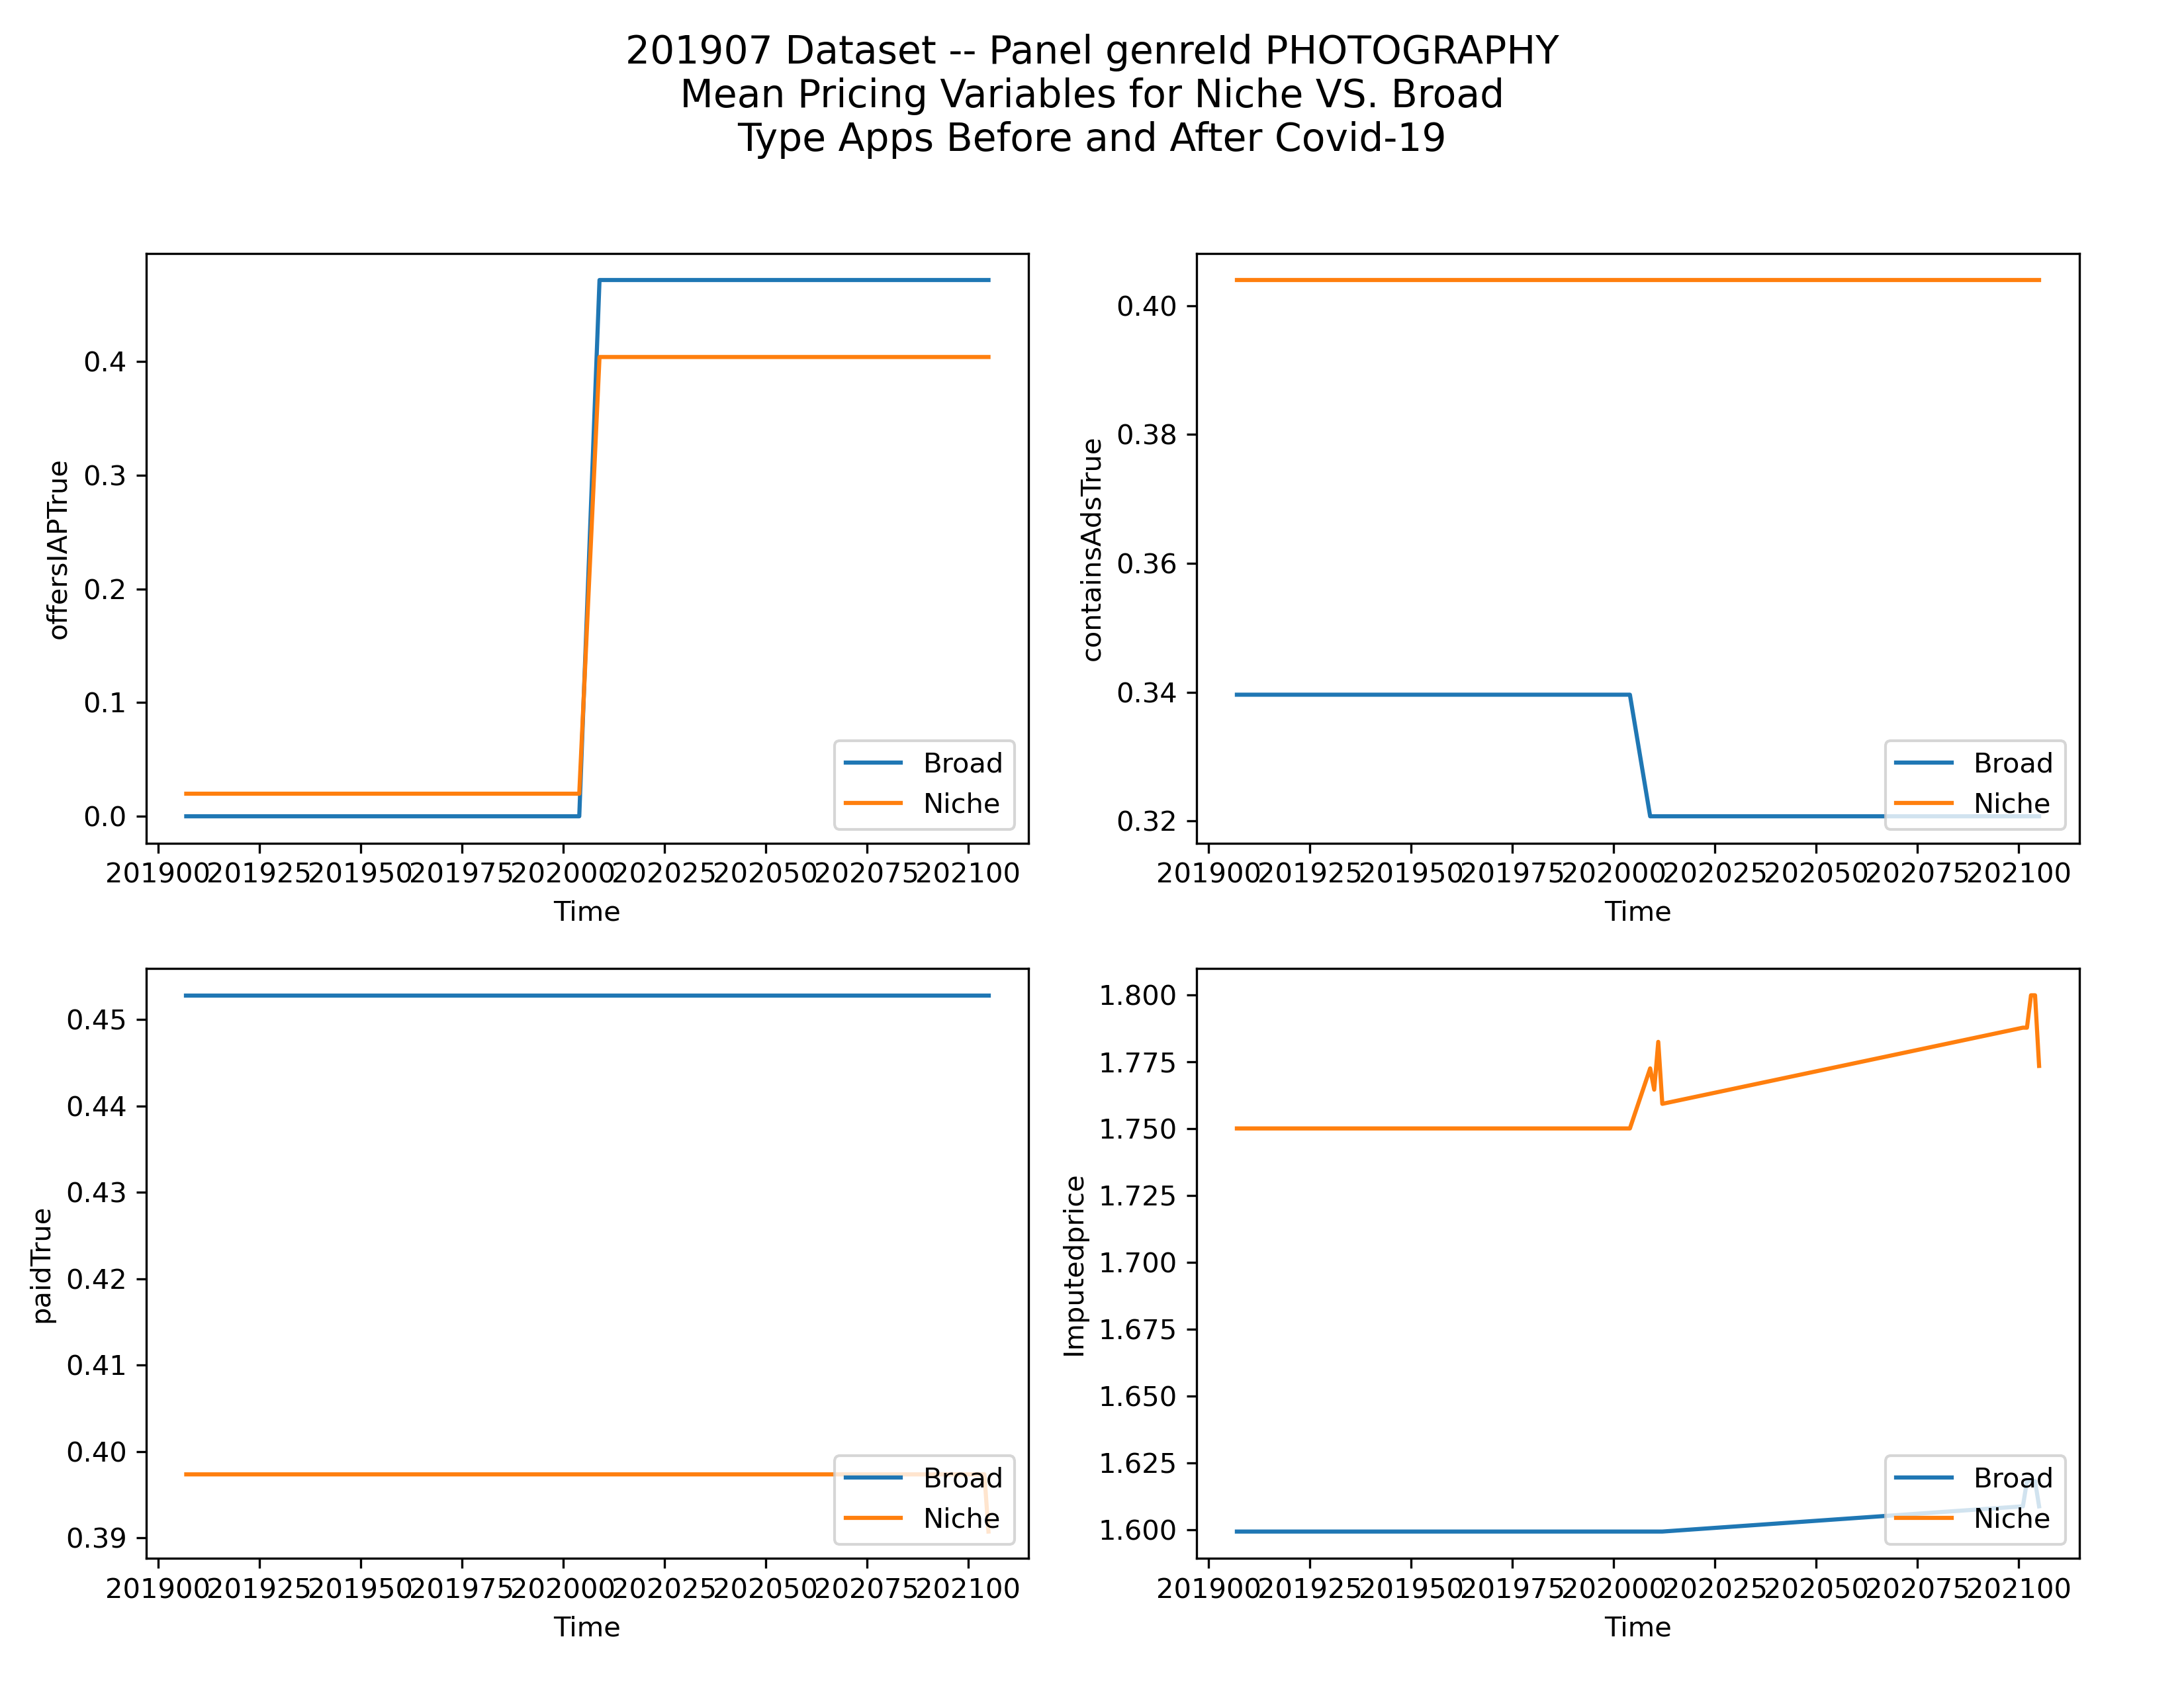 201907 Dataset -- Panel genreId PHOTOGRAPHY
Mean Pricing Variables for Niche VS. Broad
Type Apps Before and After Covid-19
offersIAPTrue
0.4
0.3
0.2
0.1
0.0
Broad
Niche
201900 201925 201950 201975 202000 202025 202050 202075 202100
Time
containsAdsTrue
0.40
0.38
0.36
0.34
0.32
Broad
Niche
201900 201925 201950 201975 202000 202025 202050 202075 202100
Time
paidTrue
0.45
0.44
0.43
0.42
0.41
0.40
0.39
Broad
Niche
201900 201925 201950 201975 202000 202025 202050 202075 202100
Time
Imputedprice
1.800
1.775
1.750
1.725
1.700
1.675
1.650
1.625
1.600
Broad
Niche
201900 201925 201950 201975 202000 202025 202050 202075 202100
Time